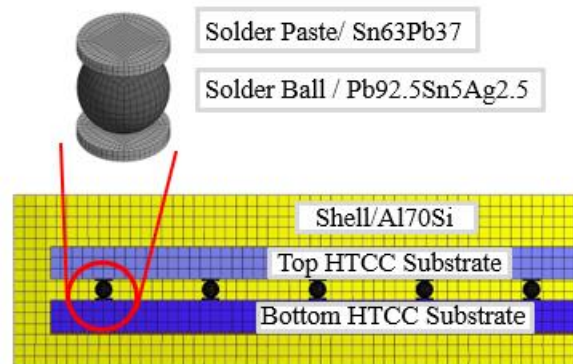 Solder Paste/ Sn63Pb37
Solder Ball / Pb92.5Sn5Ag2.5
Shell/Al70Si
Top HTCC Substrate
Bottom HTCC Substrate